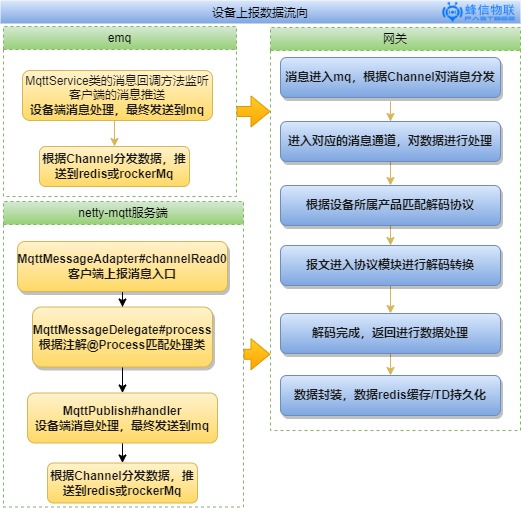 设备上报数据流向
蜂信物联
FASTBEE
emq
MqttService类的消息回调方法监听
客户端的消息推送
设备端消息处理，最终发送到mq
根据Channel分发数据，推
送到redis或rockerMq
netty-mqtt服务端
MqttMessageAdapter#channelRead0
客户端上报消息入口
MqttMessageDelegate#process
根据注解@Process匹配处理类
MqttPublish#handler
设备端消息处理，最终发送到mq
根据Channel分发数据，推
送到redis或rockerMq
网关
消息进入mq，根据Channel对消息分发
进入对应的消息通道，对数据进行处理
根据设备所属产品匹配解码协议
报文进入协议模块进行解码转换
解码完成，返回进行数据处理
数据封装，数据redis缓存/TD持久化